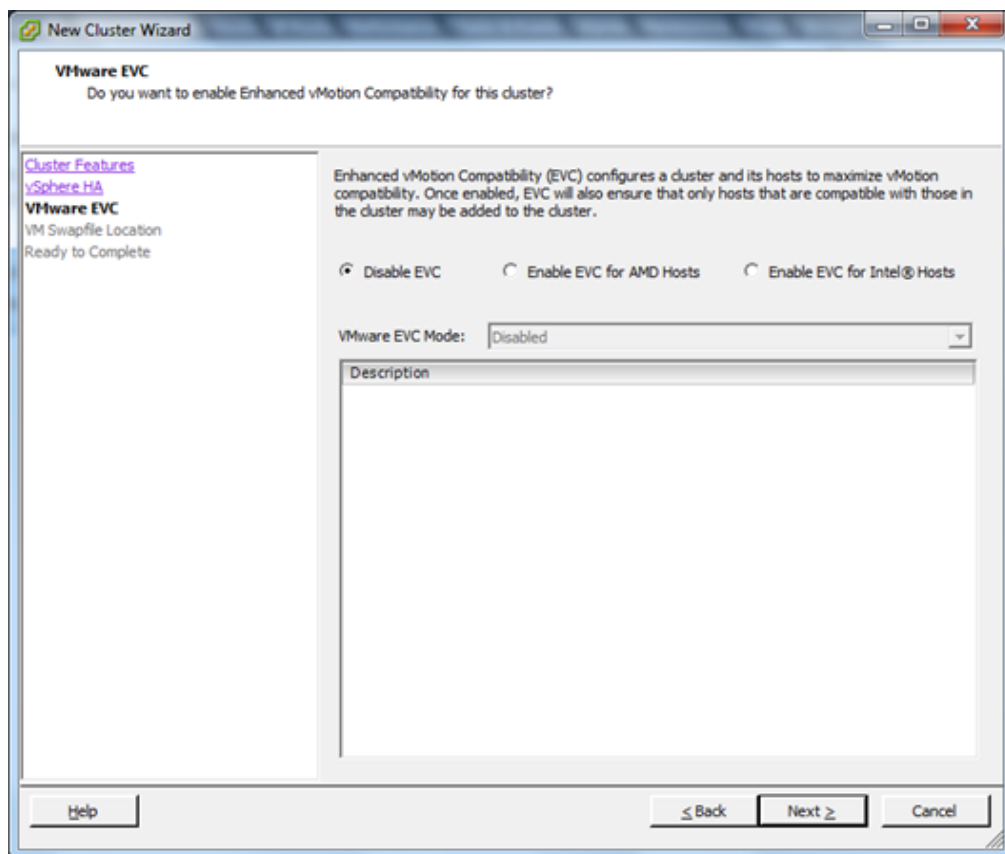 New Cluster Wizard
VMware EVC
Do you want to enable Enhanced vMotion Compatibility for this cluster?
Cluster Features
vSphere HA
VMware EVC
VM Swapfile Location
Ready to Complete
Enhanced vMotion Compatibility (EVC) configures a cluster and its hosts to maximize vMotion
compatibility. Once enabled, EVC will also ensure that only hosts that are compatible with those in
the cluster may be added to the cluster.
Disable EVC
Enable EVC for AMD Hosts
Enable EVC for Intel® Hosts
VMware EVC Mode:
Disabled
Description
Help
< Back
Next >
Cancel